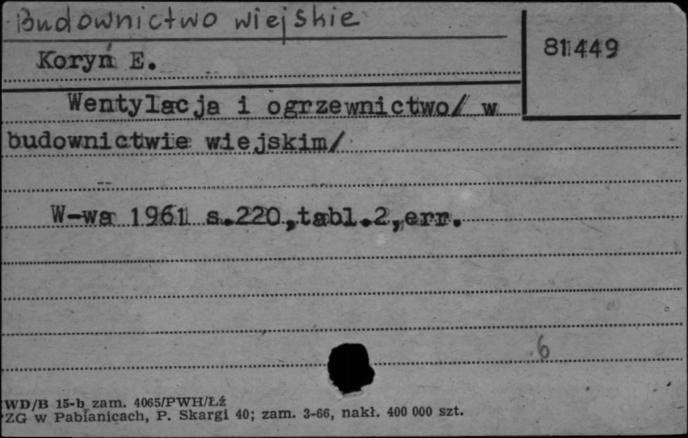 Budownictwo wiejskie
81449
Koryń E.
Wentylacja i ogrzewnictwo/ w
budownictwie wiejskim/
W-wa 1961 s.220,tabl.2,err.
6
WD/B 15-b zam. 4065/PWH/Łź
ZG w Pabianicach, P. Skargi 40; zam. 3-66, nakł. 400 000 szt.